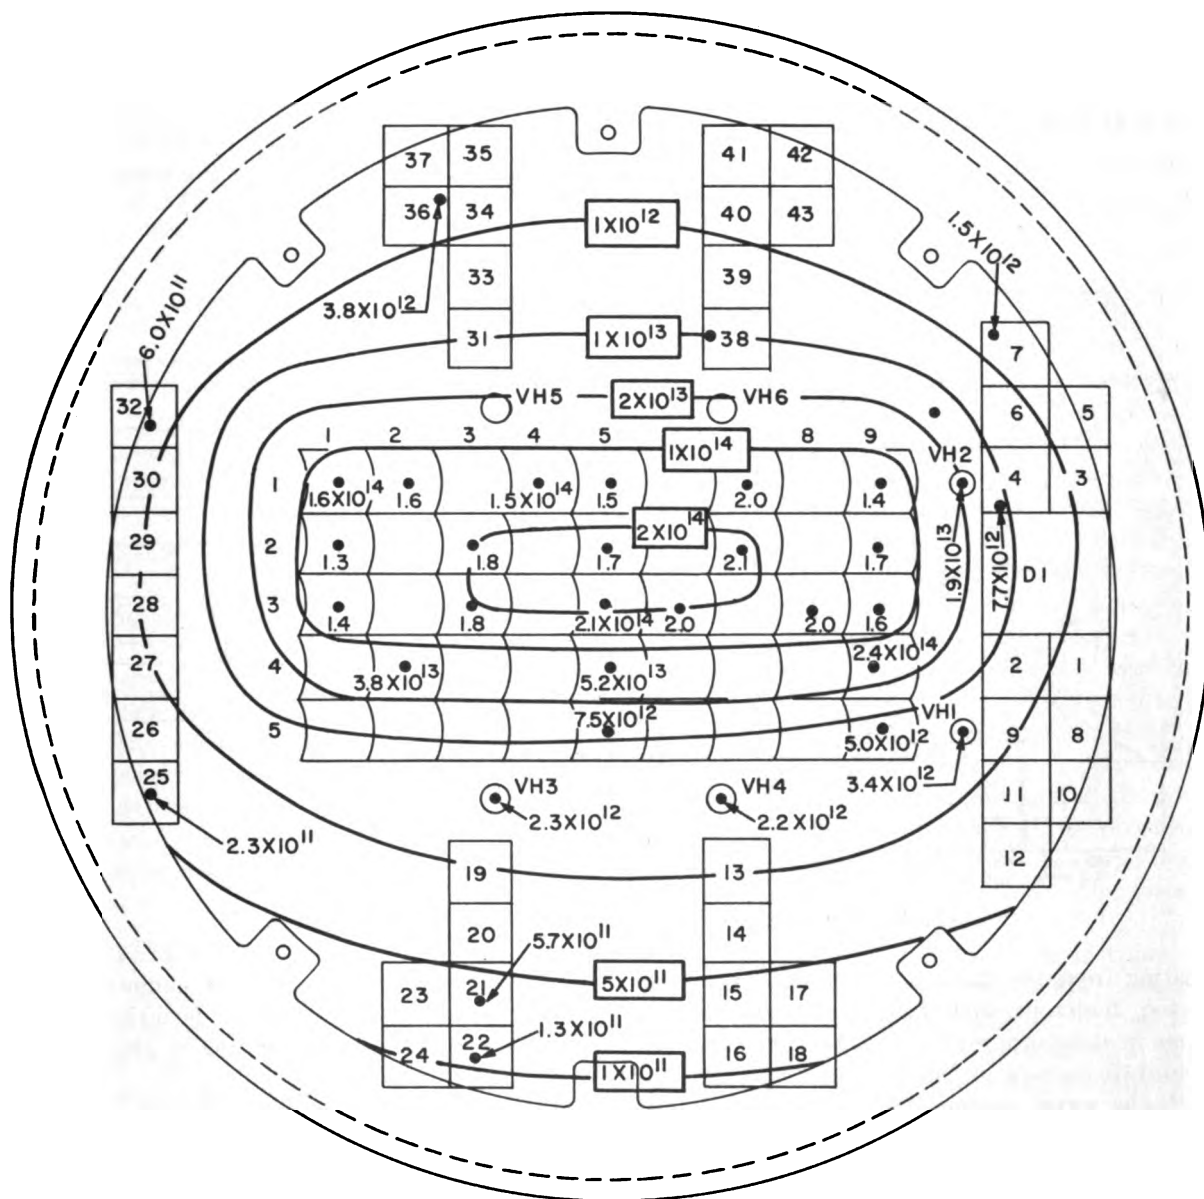 37 35 41 42
36 34 1X10¹² 40 43
1.5X10¹²
33 39
3.8X10¹²
6.0X10¹¹
31 1X10¹³ 38 7
32 VH5 2X10¹³ VH6 6 5
1 2 3 4 5 1X10¹⁴ 8 9 VH2
30 1 1.6X10¹⁴ 1.6 1.5X10¹⁴ 1.5 2.0 1.4 4 3
2X10¹⁴
29 2 1.3 1.8 1.7 2.1 1.7 1.9X10¹³ 7.7X10¹² D1
28 3 1.4 1.8 2.1X10¹⁴ 2.0 2.0 1.6
27 4 3.8X10¹³ 5.2X10¹³ 2.4X10¹⁴ 2 1
26 5 7.5X10¹² 5.0X10¹² VH1 9 8
25 VH3 VH4 3.4X10¹² 11 10
2.3X10¹¹ 2.3X10¹² 2.2X10¹²
12
19 13
20 5.7X10¹¹ 14
23 21 5X10¹¹ 15 17
1.3X10¹¹
24 22 1X10¹¹ 16 18